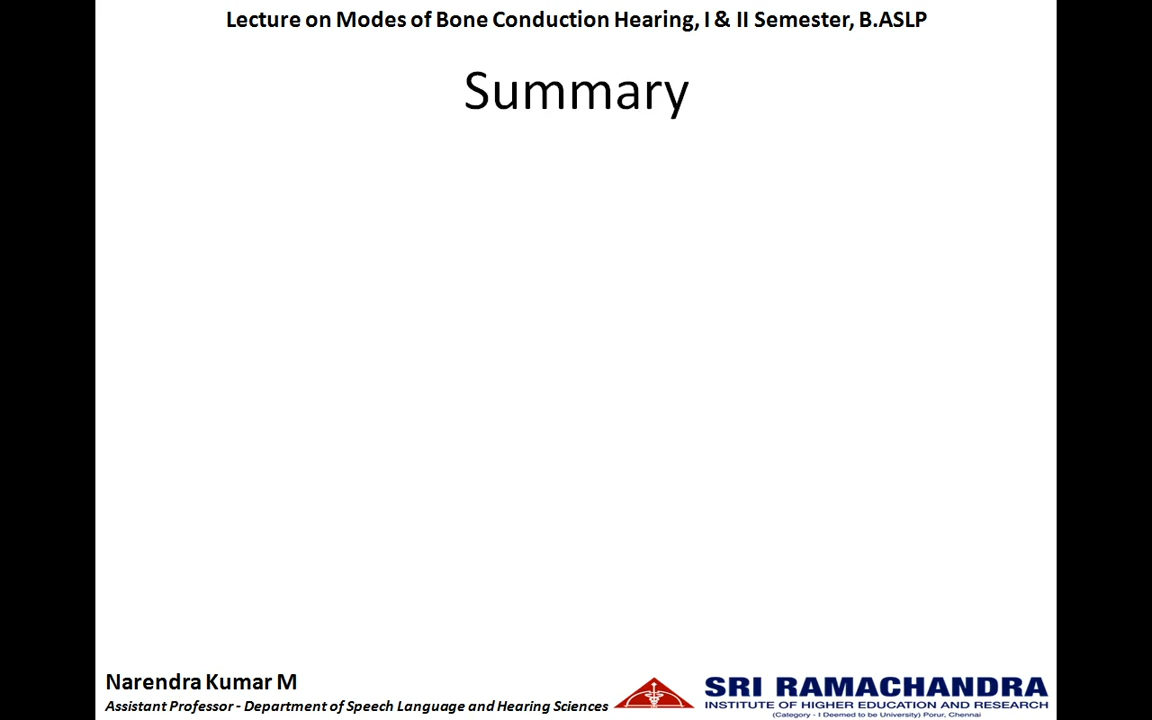 Lecture on Modes of Bone Conduction Hearing, I & II Semester, B.ASLP
Summary
Narendra Kumar M
Assistant Professor - Department of Speech Language and Hearing Sciences
SRI RAMACHANDRA
INSTITUTE OF HIGHER EDUCATION AND RESEARCH
(Category - I Deemed to be University) Porur, Chennai